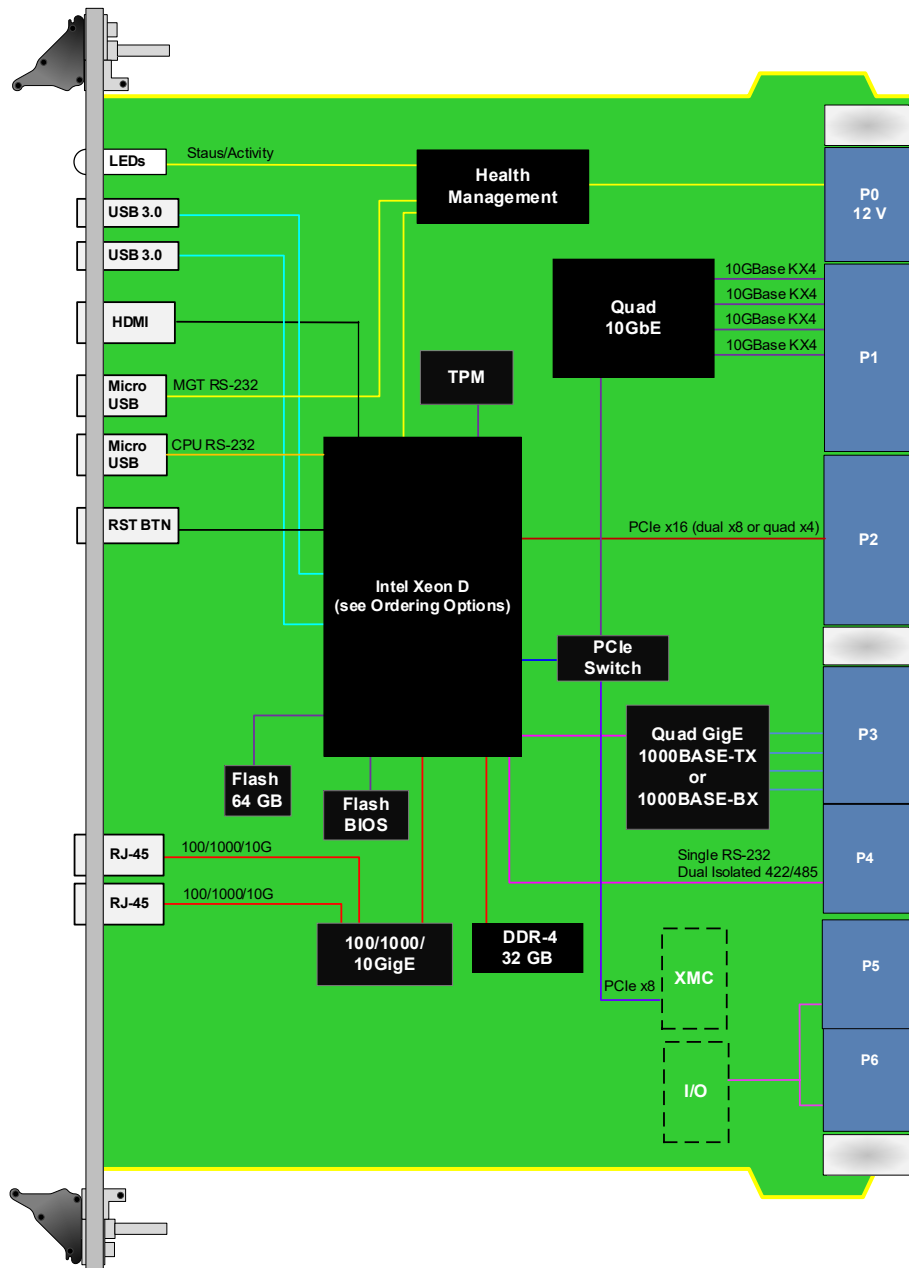 LEDs
Staus/Activity
Health
Management
P0
12 V
USB 3.0
USB 3.0
HDMI
Quad
10GbE
10GBase KX4
10GBase KX4
10GBase KX4
10GBase KX4
P1
TPM
Micro
USB
MGT RS-232
Micro
USB
CPU RS-232
RST BTN
PCIe x16 (dual x8 or quad x4)
P2
Intel Xeon D
(see Ordering Options)
PCIe
Switch
Quad GigE
1000BASE-TX
or
1000BASE-BX
P3
Flash
64 GB
Flash
BIOS
RJ-45
100/1000/10G
RJ-45
100/1000/10G
Single RS-232
Dual Isolated 422/485
P4
100/1000/
10GigE
DDR-4
32 GB
PCIe x8
XMC
P5
I/O
P6